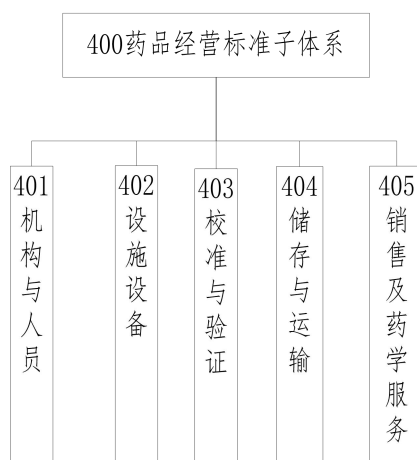 400药品经营标准子体系
401
机构与人员
402
设施设备
403
校准与验证
404
储存与运输
405
销售及药学服务